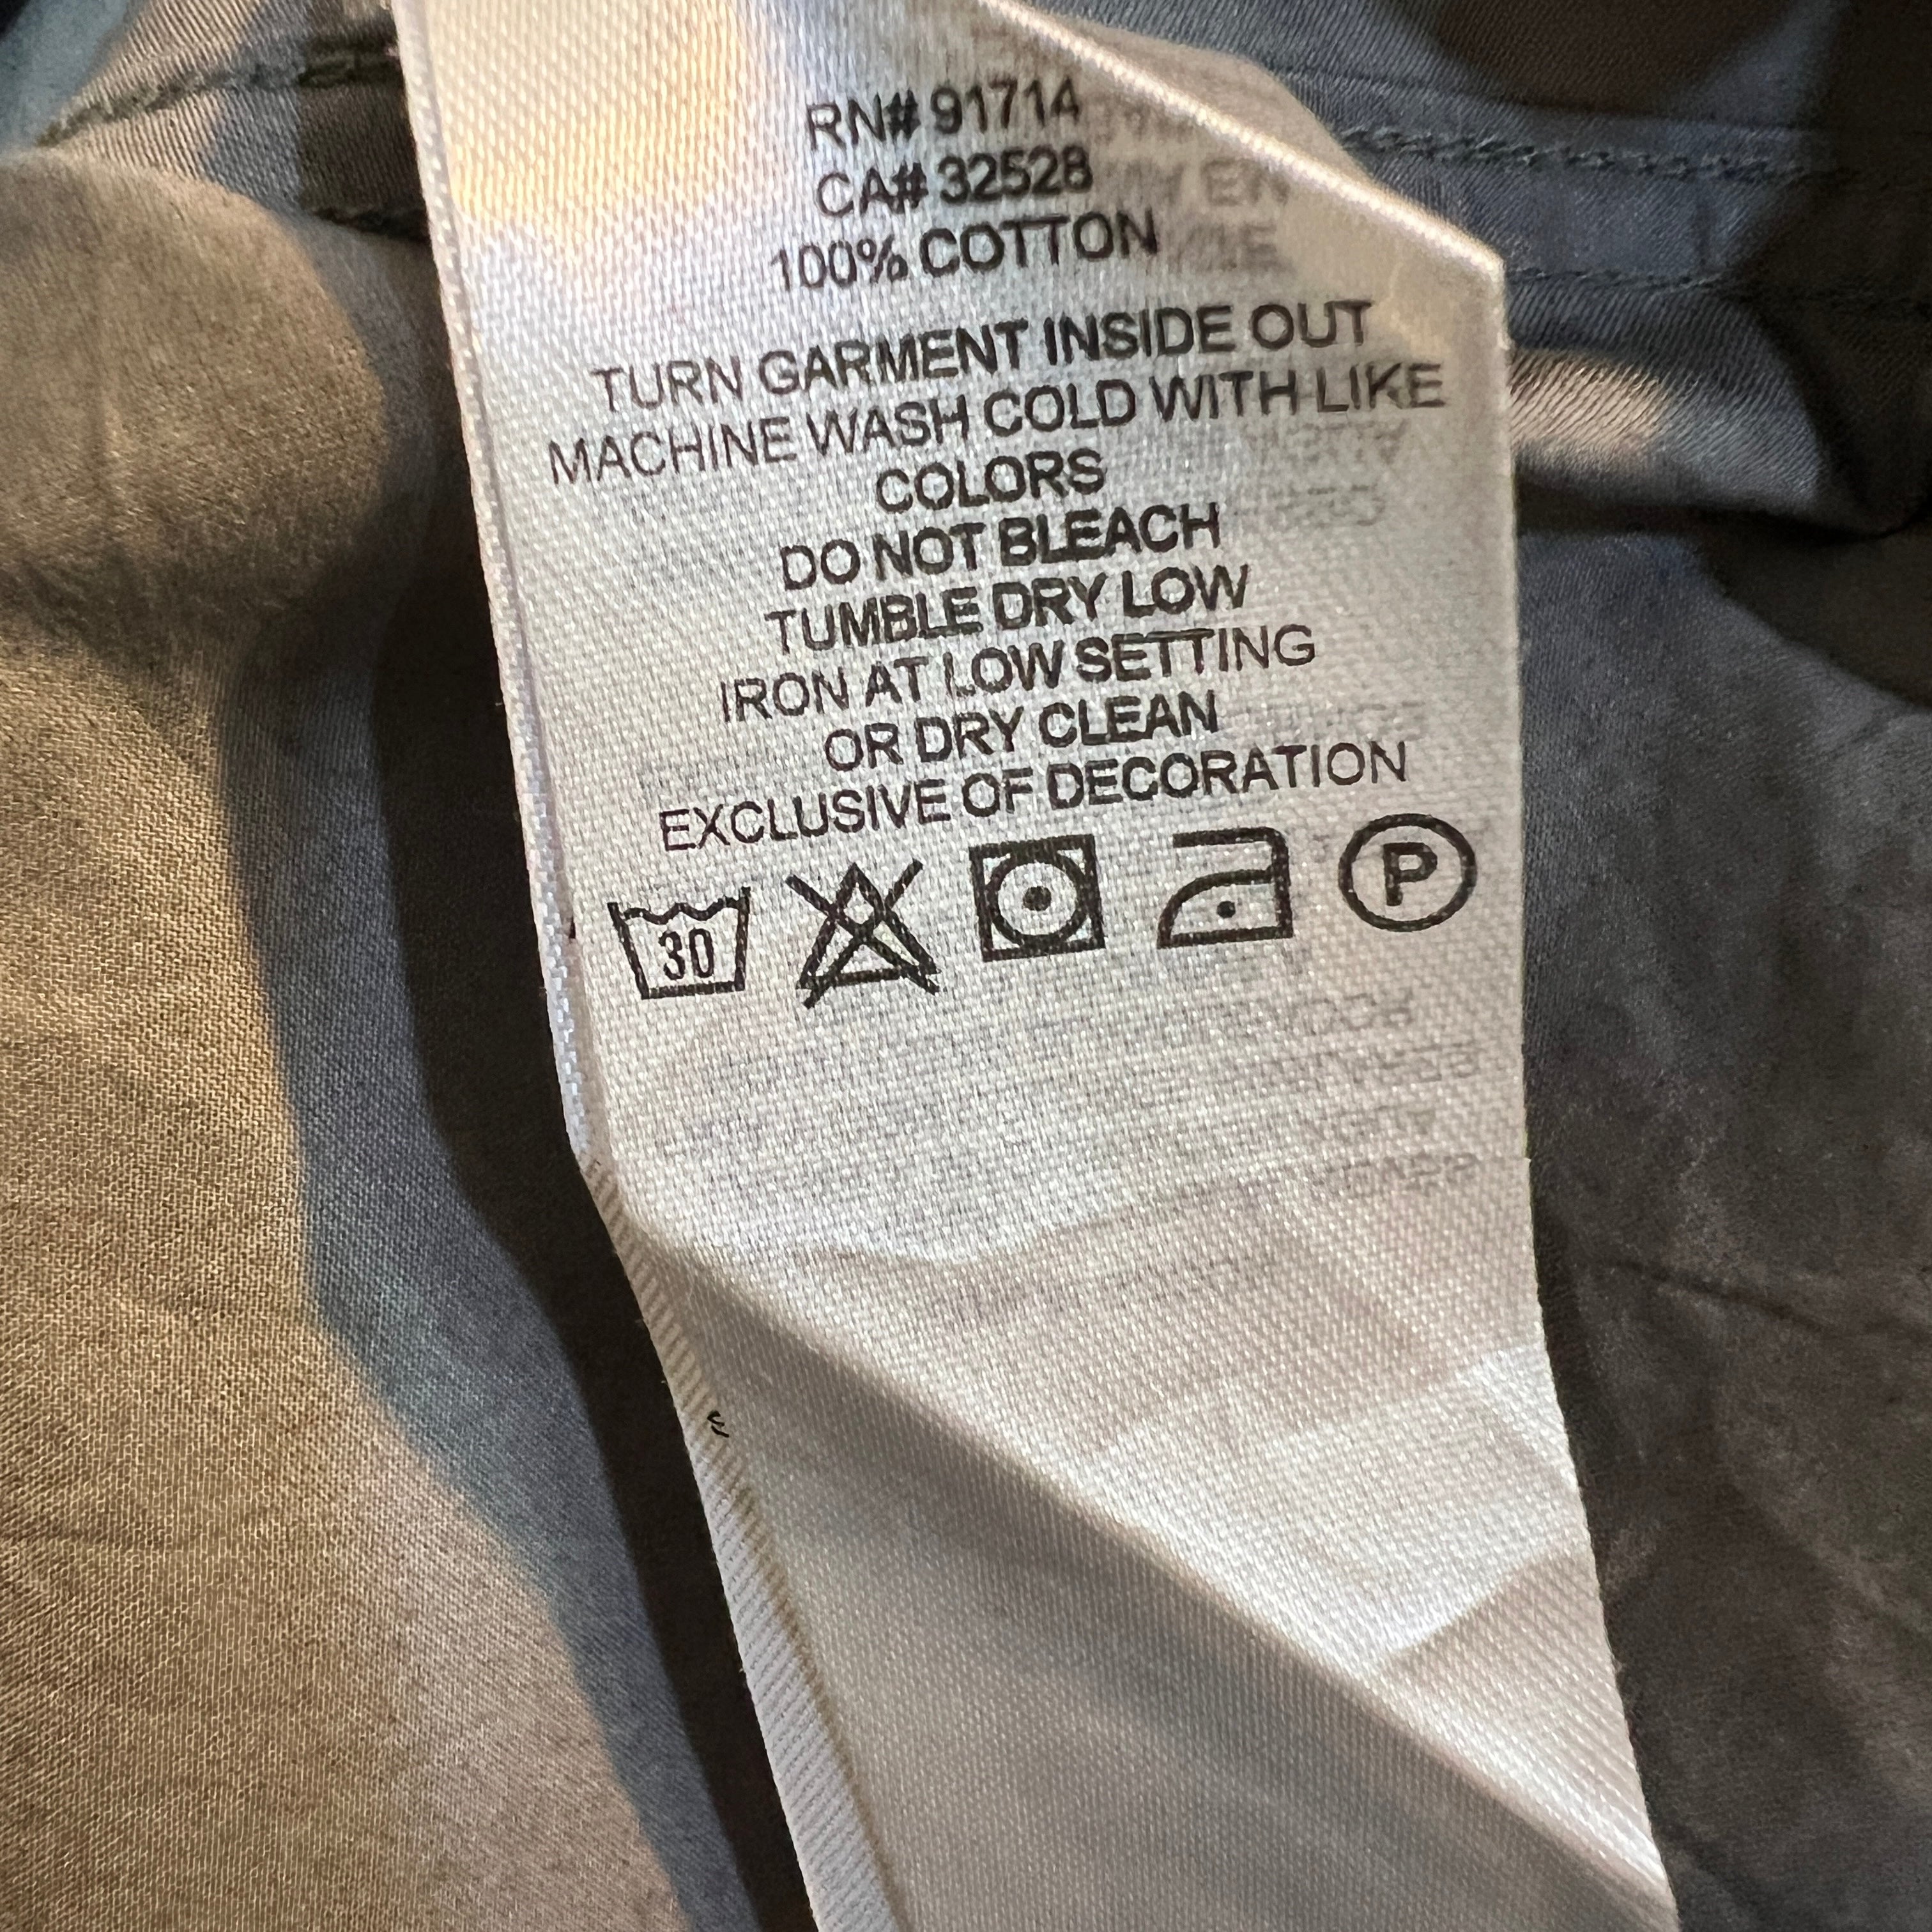 RN# 91714
CA# 32528
100% COTTON
TURN GARMENT INSIDE OUT
MACHINE WASH COLD WITH LIKE
COLORS
DO NOT BLEACH
TUMBLE DRY LOW
IRON AT LOW SETTING
OR DRY CLEAN
EXCLUSIVE OF DECORATION
30 P